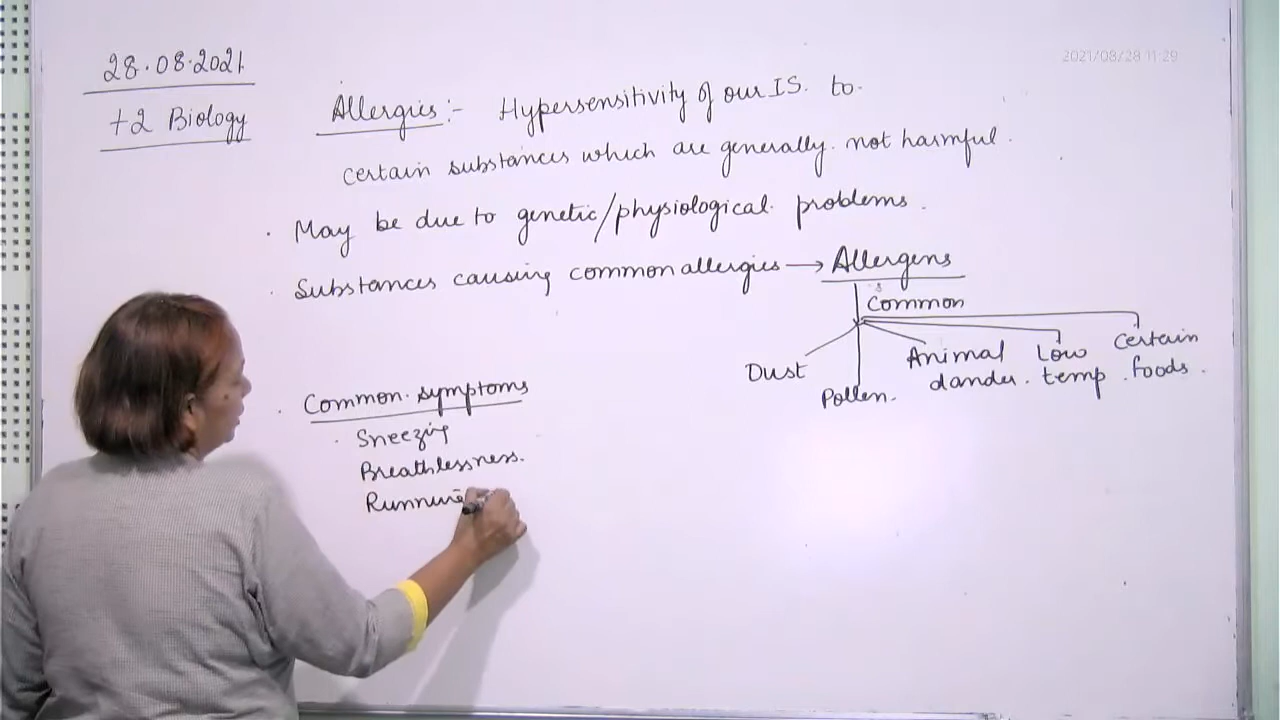 28.08.2021
2021/08/28 11:29
+2 Biology
Allergies :- Hypersensitivity of our IS. to.
certain substances which are generally. not harmful.
. May be due to genetic/physiological. problems.
. Substances causing common allergies → Allergens
Common
Dust
Pollen.
Animal dander.
Low temp.
Certain foods.
. Common. symptoms
. Sneezing
Breathlessness.